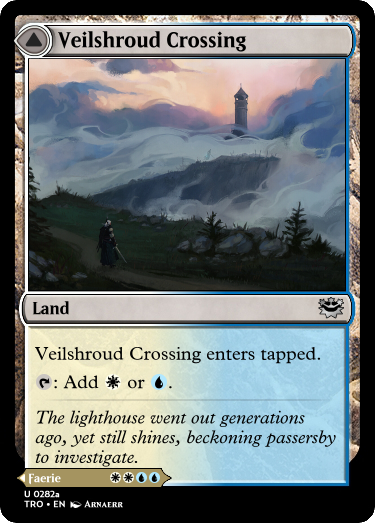 Veilshroud Crossing
Land
Veilshroud Crossing enters tapped.
: Add or .
The lighthouse went out generations
ago, yet still shines, beckoning passersby
to investigate.
Faerie
U 0282a
TRO • EN Arnaerr